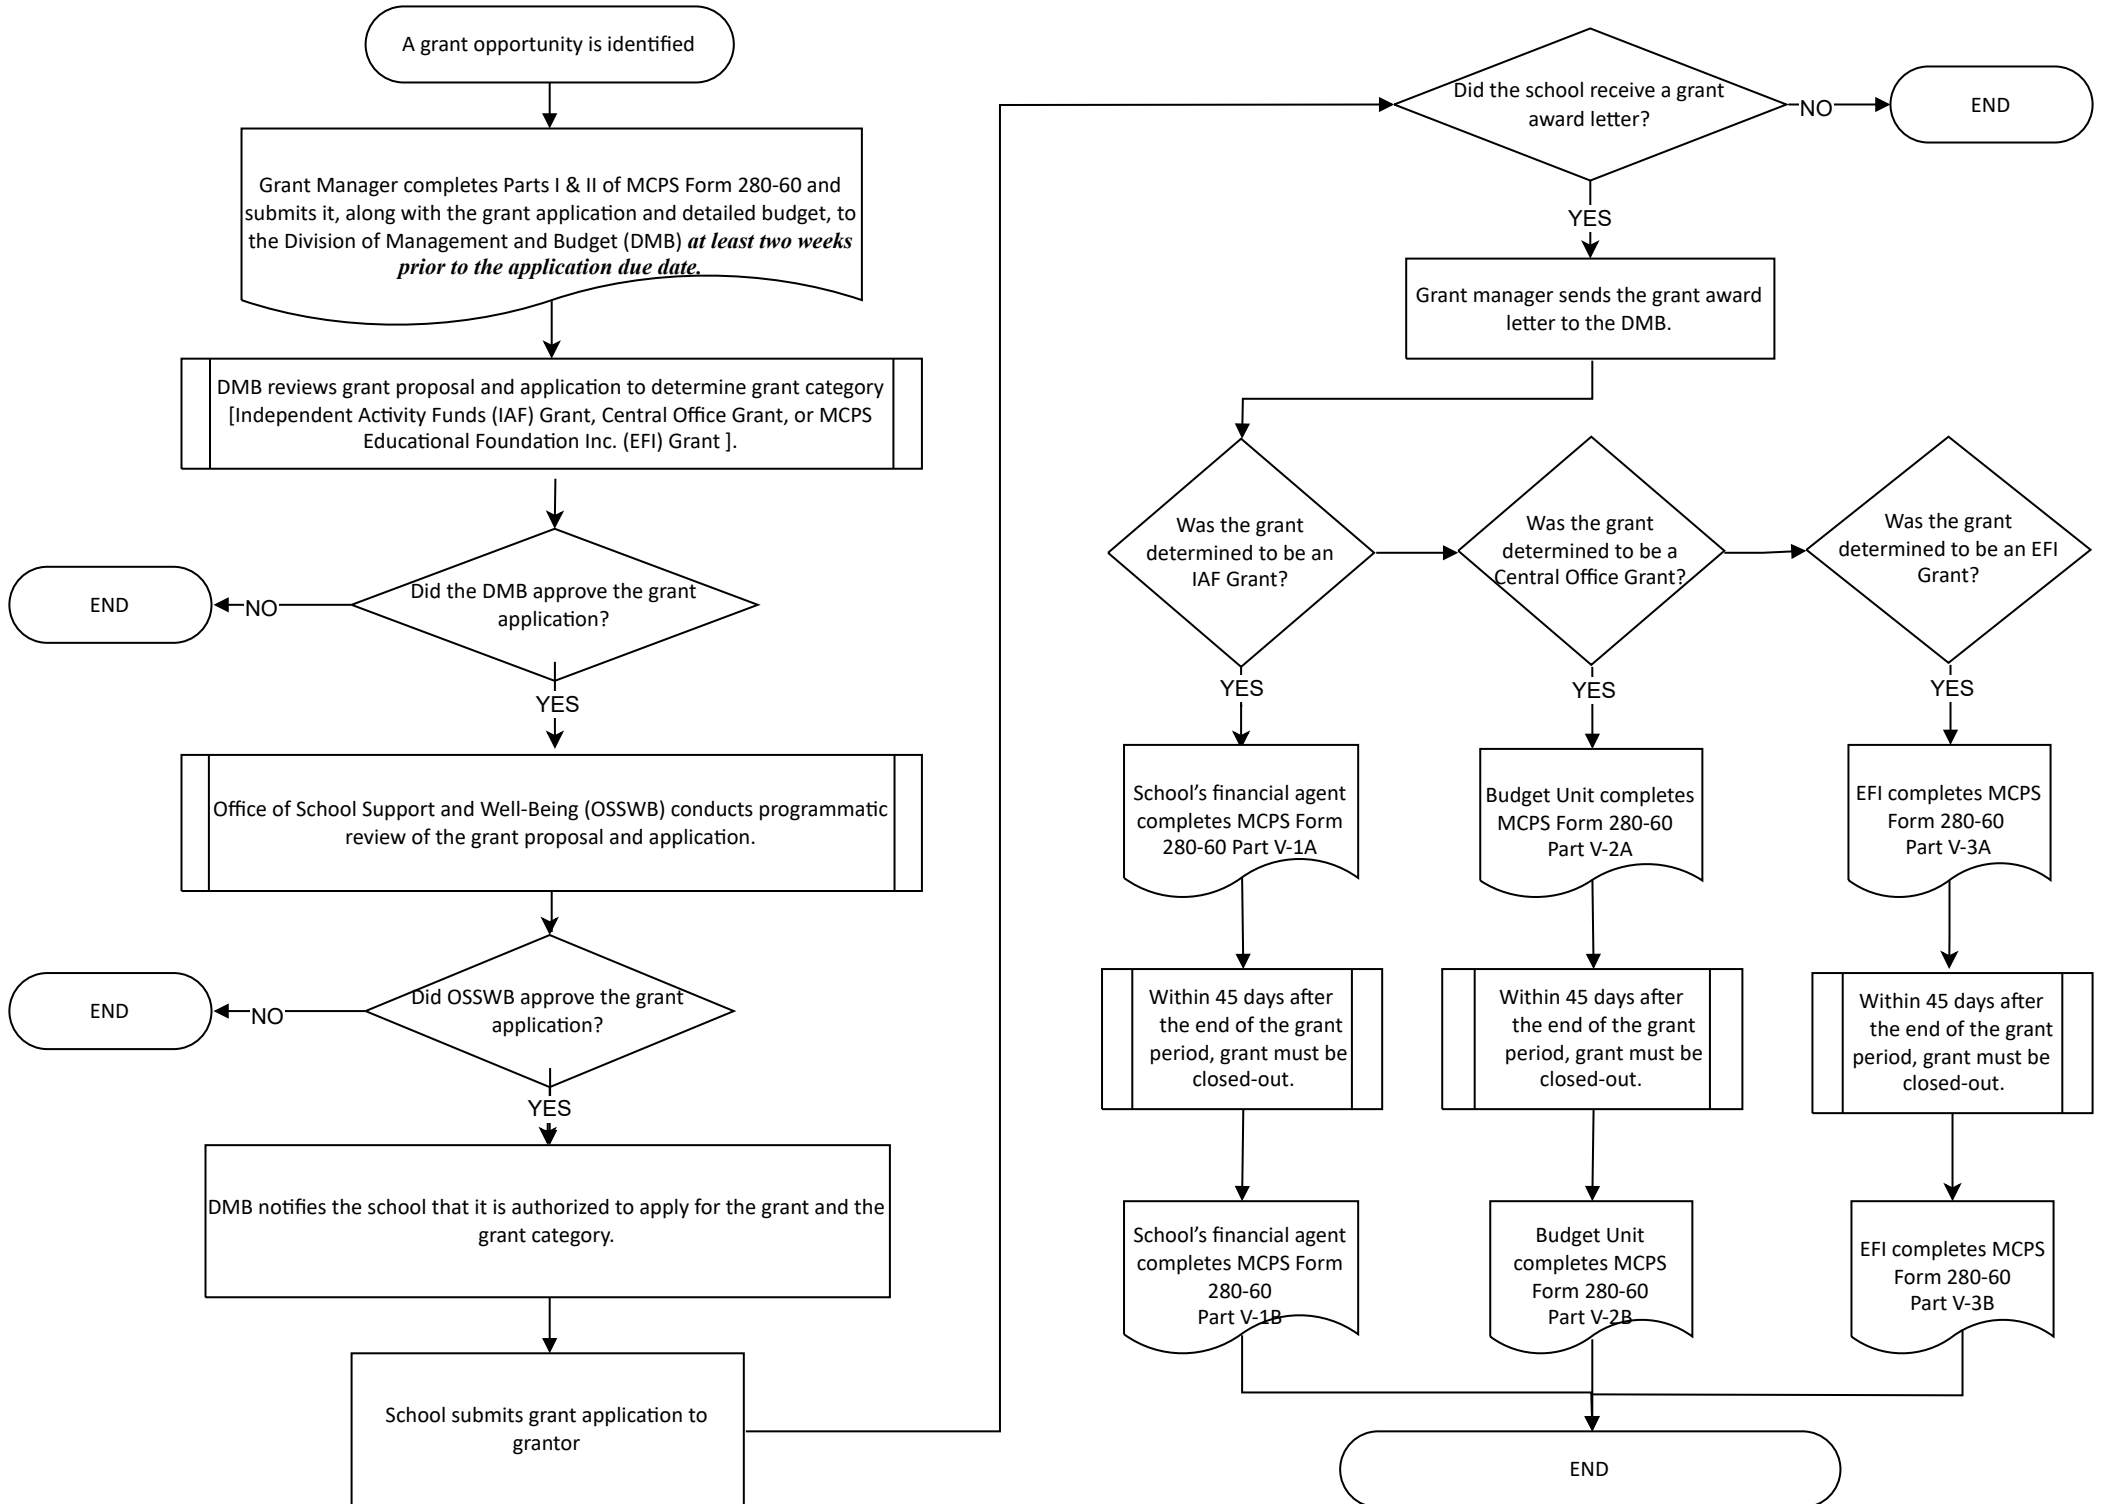 A grant opportunity is identified
Grant Manager completes Parts I & II of MCPS Form 280-60 and
submits it, along with the grant application and detailed budget, to
the Division of Management and Budget (DMB) at least two weeks
prior to the application due date.
DMB reviews grant proposal and application to determine grant category
[Independent Activity Funds (IAF) Grant, Central Office Grant, or MCPS
Educational Foundation Inc. (EFI) Grant ].
Did the DMB approve the grant
application?
NO
END
YES
Office of School Support and Well-Being (OSSWB) conducts programmatic
review of the grant proposal and application.
Did OSSWB approve the grant
application?
NO
END
YES
DMB notifies the school that it is authorized to apply for the grant and the
grant category.
School submits grant application to
grantor
Did the school receive a grant
award letter?
NO
END
YES
Grant manager sends the grant award
letter to the DMB.
Was the grant
determined to be an
IAF Grant?
YES
School’s financial agent
completes MCPS Form
280-60 Part V-1A
Within 45 days after
the end of the grant
period, grant must be
closed-out.
School’s financial agent
completes MCPS Form
280-60
Part V-1B
Was the grant
determined to be a
Central Office Grant?
YES
Budget Unit completes
MCPS Form 280-60
Part V-2A
Within 45 days after
the end of the grant
period, grant must be
closed-out.
Budget Unit
completes MCPS
Form 280-60
Part V-2B
Was the grant
determined to be an EFI
Grant?
YES
EFI completes MCPS
Form 280-60
Part V-3A
Within 45 days after
the end of the grant
period, grant must be
closed-out.
EFI completes MCPS
Form 280-60
Part V-3B
END